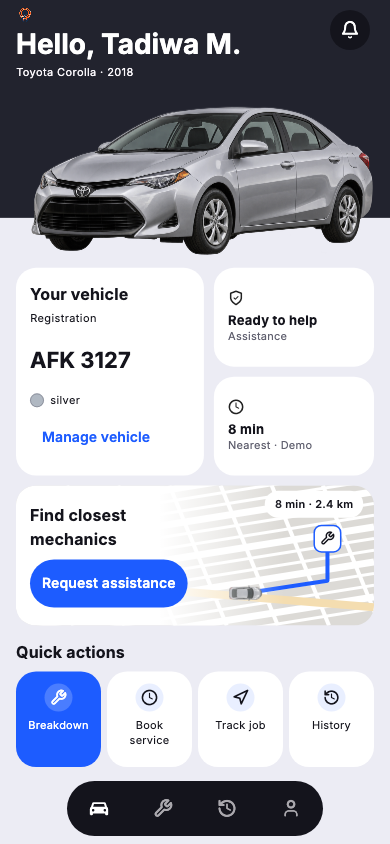 Hello, Tadiwa M.
Toyota Corolla · 2018
Your vehicle
Registration
AFK 3127
silver
Manage vehicle
Ready to help
Assistance
8 min
Nearest · Demo
Find closest
mechanics
Request assistance
8 min · 2.4 km
Quick actions
Breakdown
Book
service
Track job
History